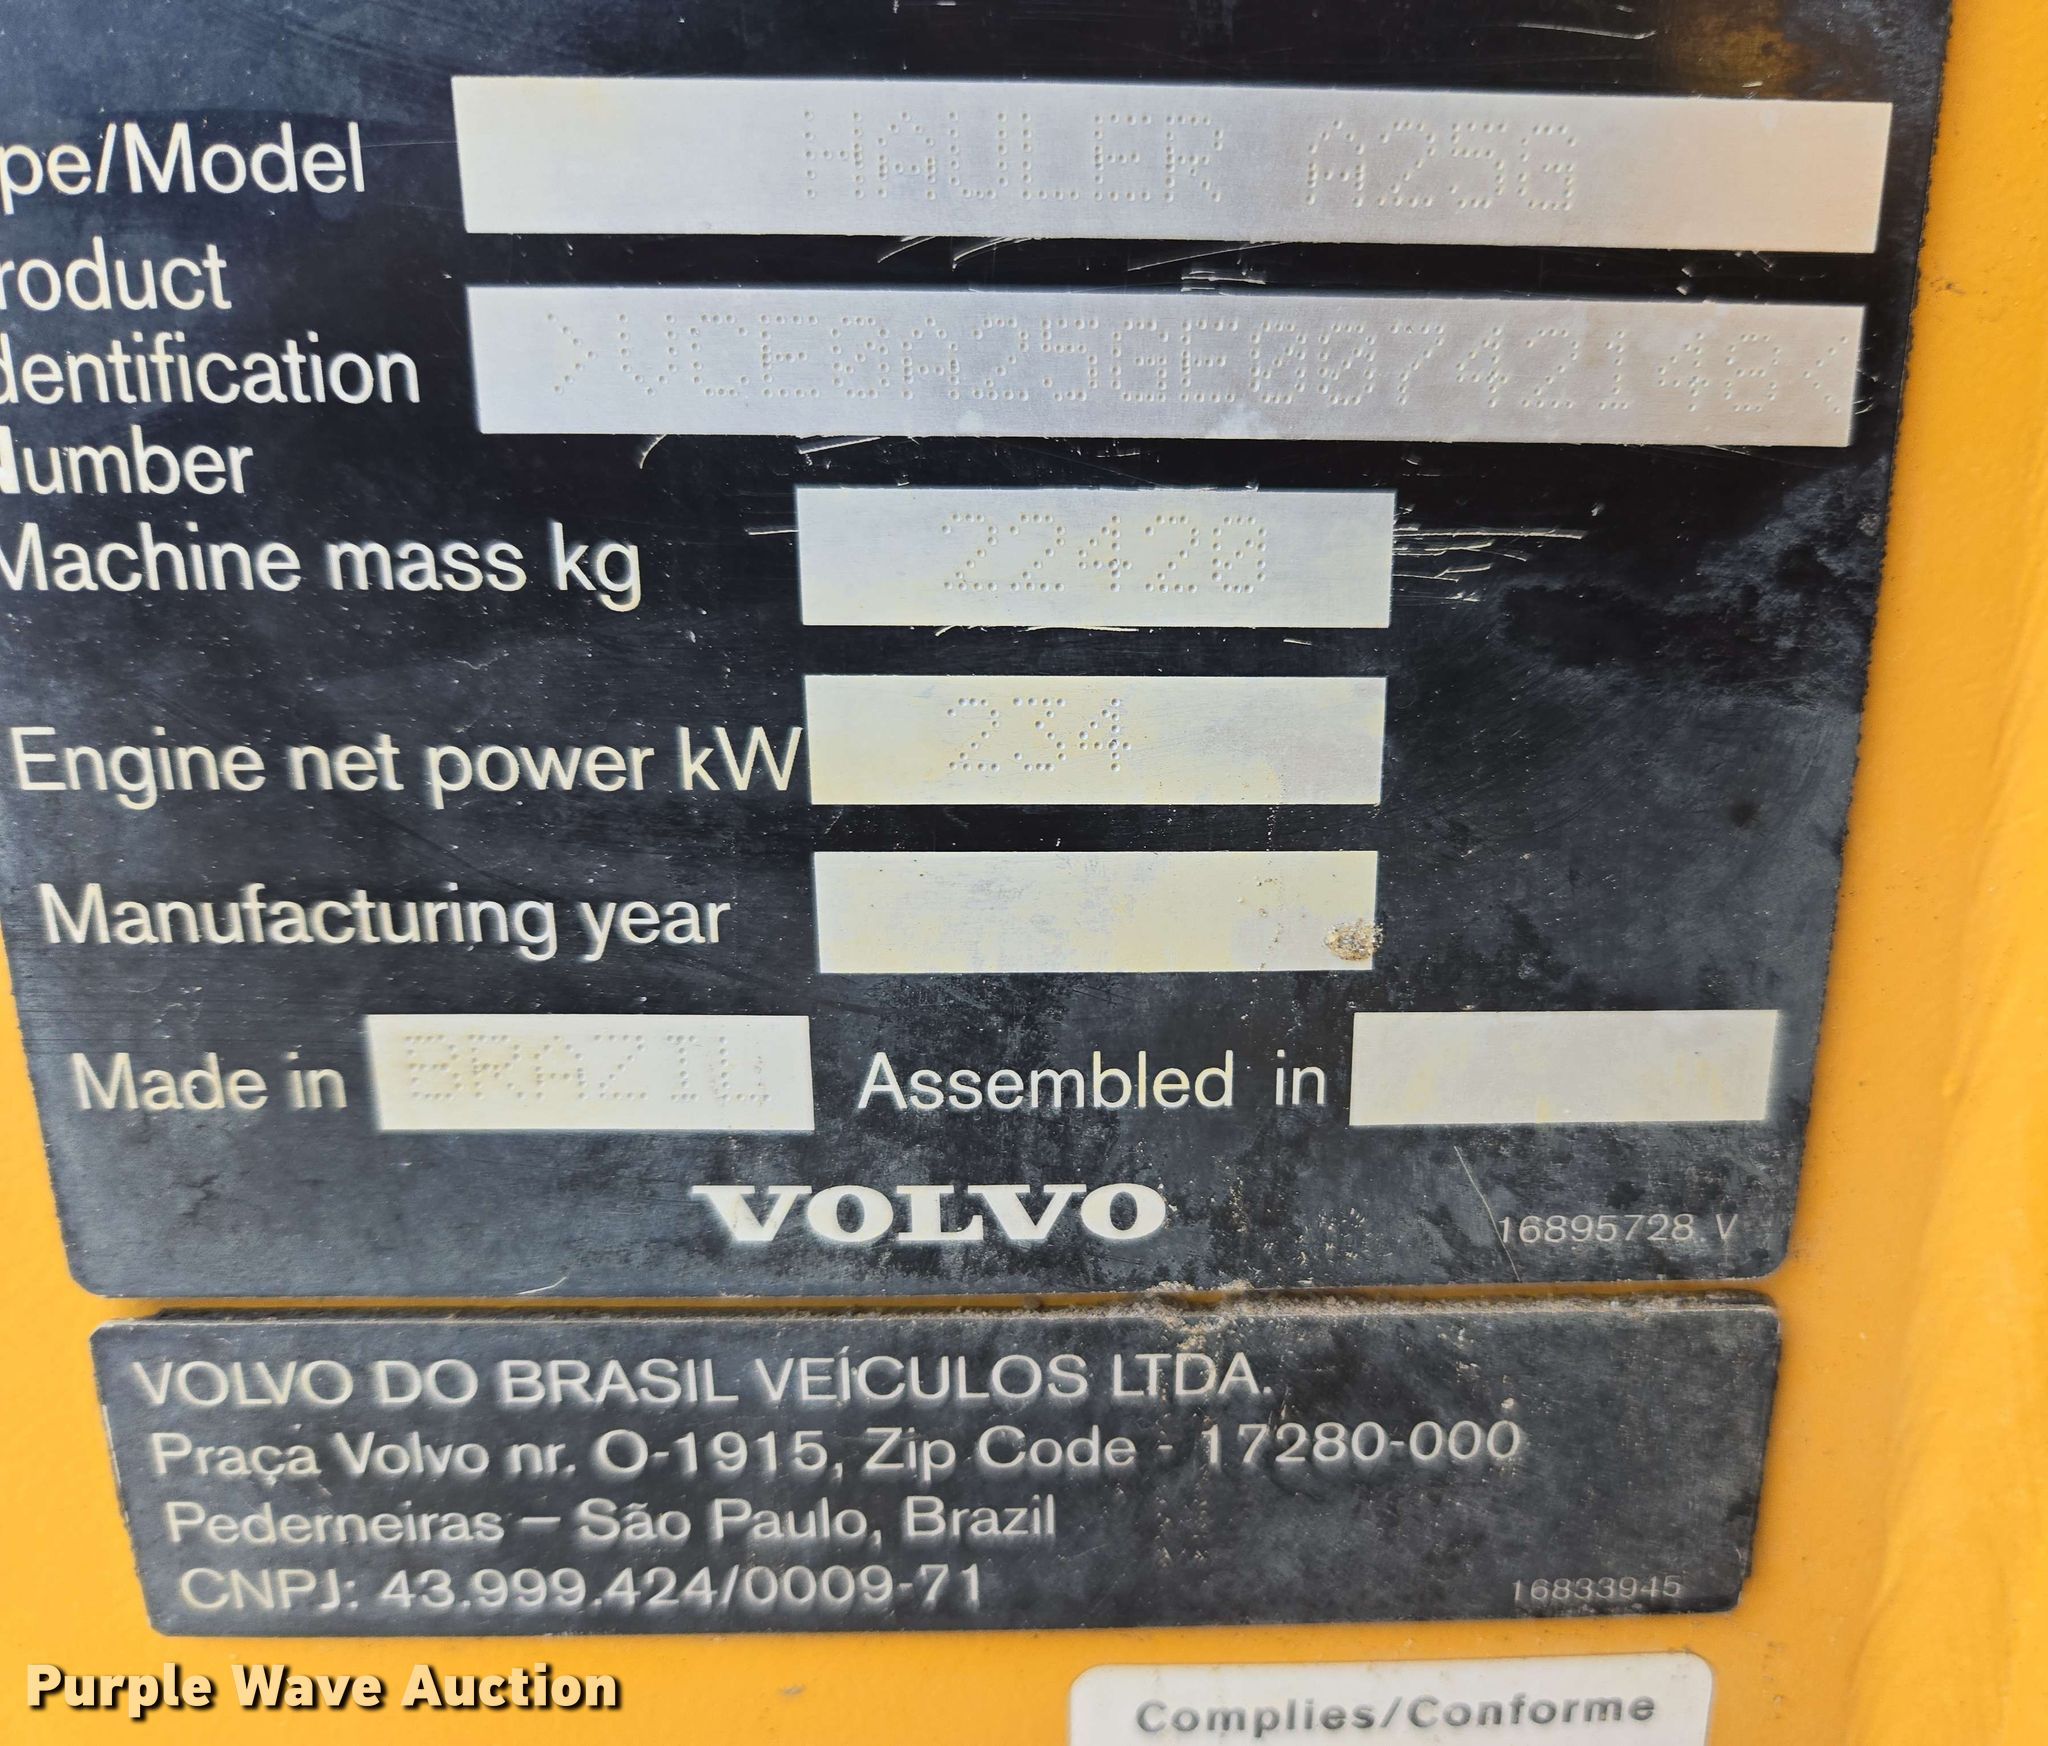 pe/Model HAULER A25G
roduct
dentification >VCE0A25GE00742148<
Number
Machine mass kg 22420
Engine net power kW 234
Manufacturing year
Made in BRAZIL Assembled in
VOLVO 16895728.V
VOLVO DO BRASIL VEÍCULOS LTDA.
Praça Volvo nr. O-1915, Zip Code - 17280-000
Pederneiras – São Paulo, Brazil
CNPJ: 43.999.424/0009-71 16833945
Purple Wave Auction
Complies/Conforme